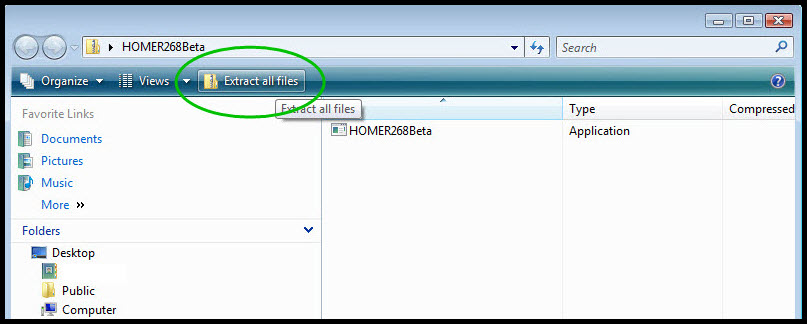 HOMER268Beta
Search
Organize Views Extract all files
Extract all files
Favorite Links
Documents
Pictures
Music
More
Folders
Desktop
Public
Computer
Type Compressed
HOMER268Beta Application